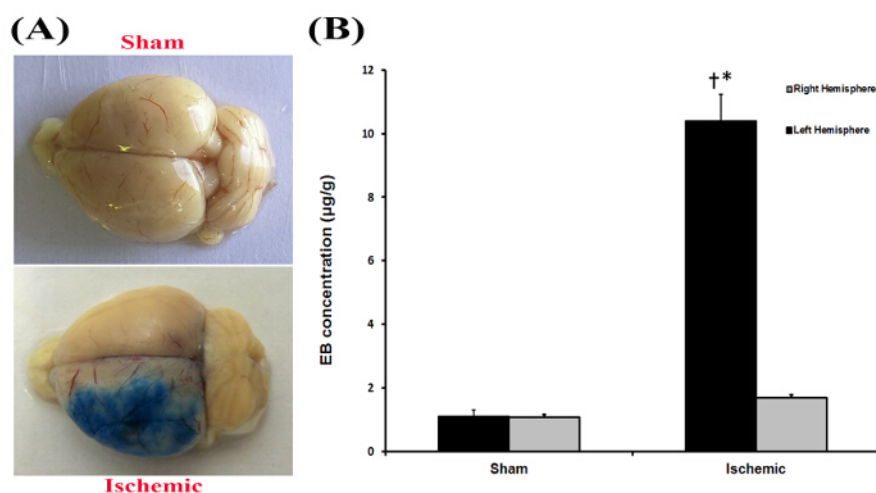 (A)
Sham
Ischemic
(B)
EB concentration (µg/g)
12
10
8
6
4
2
0
†*
Right Hemisphere
Left Hemisphere
Sham
Ischemic